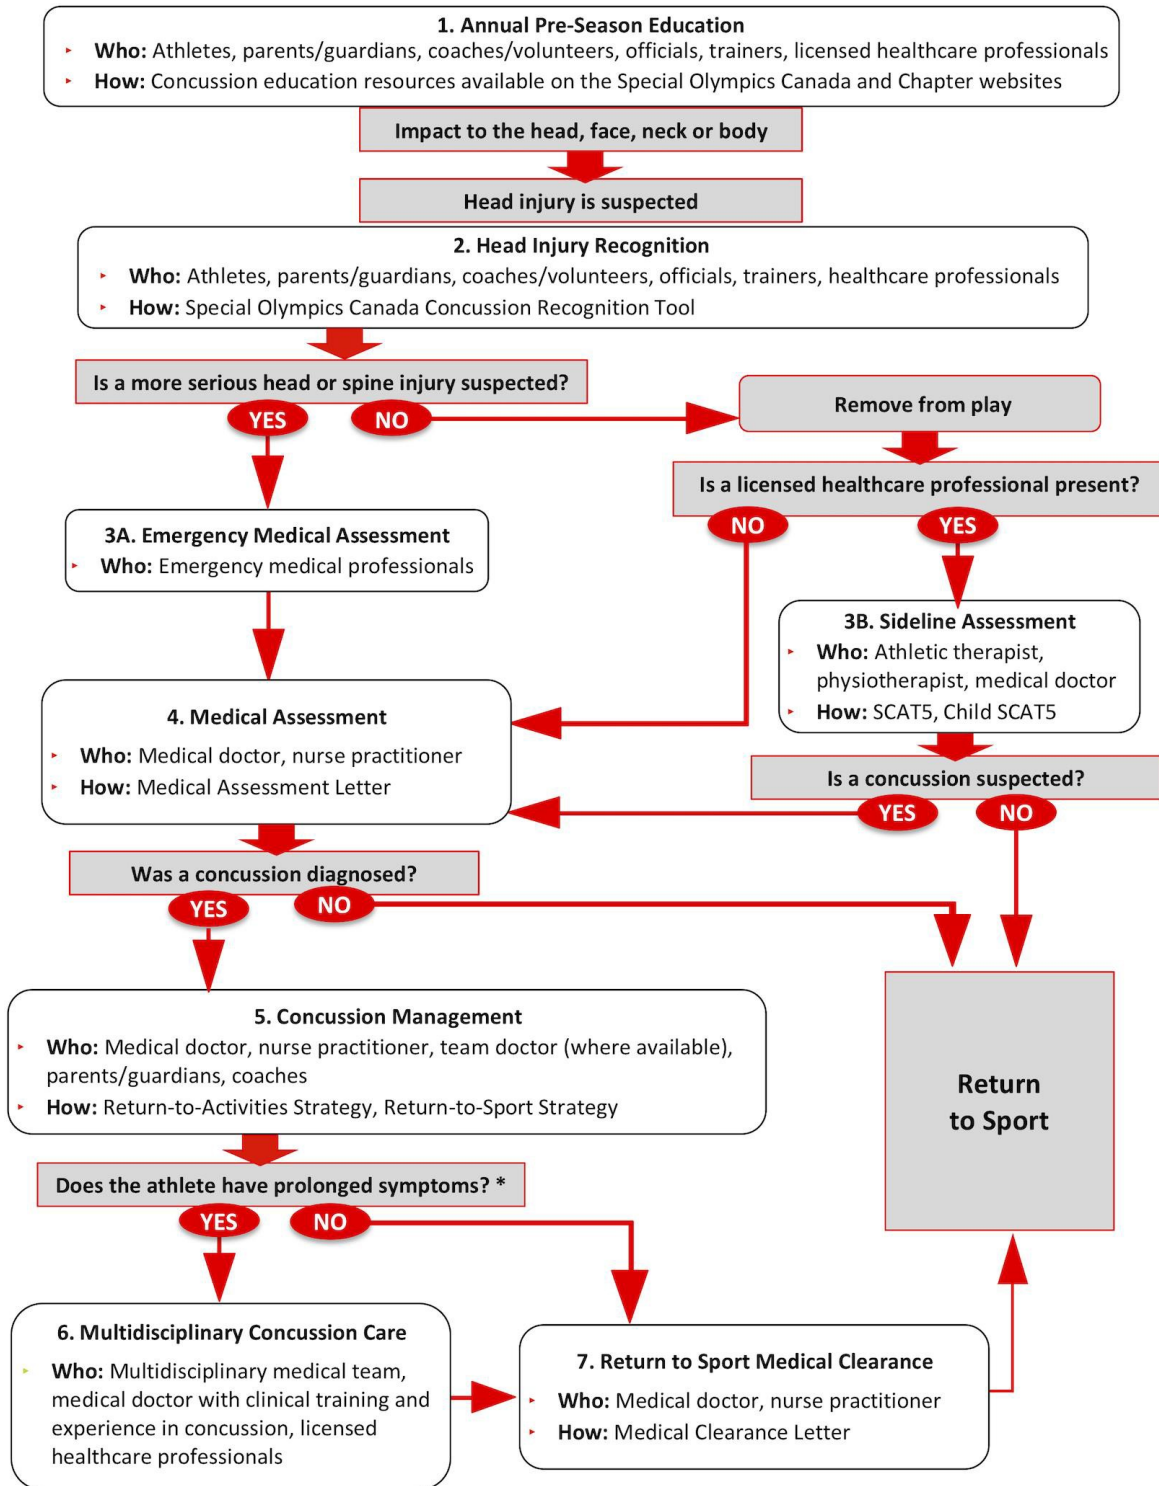 1. Annual Pre-Season Education
Who: Athletes, parents/guardians, coaches/volunteers, officials, trainers, licensed healthcare professionals
How: Concussion education resources available on the Special Olympics Canada and Chapter websites
Impact to the head, face, neck or body
Head injury is suspected
2. Head Injury Recognition
Who: Athletes, parents/guardians, coaches/volunteers, officials, trainers, healthcare professionals
How: Special Olympics Canada Concussion Recognition Tool
Is a more serious head or spine injury suspected?
YES
NO
Remove from play
Is a licensed healthcare professional present?
NO
YES
3A. Emergency Medical Assessment
Who: Emergency medical professionals
3B. Sideline Assessment
Who: Athletic therapist,
physiotherapist, medical doctor
How: SCAT5, Child SCAT5
Is a concussion suspected?
YES
NO
4. Medical Assessment
Who: Medical doctor, nurse practitioner
How: Medical Assessment Letter
Was a concussion diagnosed?
YES
NO
5. Concussion Management
Who: Medical doctor, nurse practitioner, team doctor (where available),
parents/guardians, coaches
How: Return-to-Activities Strategy, Return-to-Sport Strategy
Return
to Sport
Does the athlete have prolonged symptoms? *
YES
NO
6. Multidisciplinary Concussion Care
Who: Multidisciplinary medical team,
medical doctor with clinical training and
experience in concussion, licensed
healthcare professionals
7. Return to Sport Medical Clearance
Who: Medical doctor, nurse practitioner
How: Medical Clearance Letter